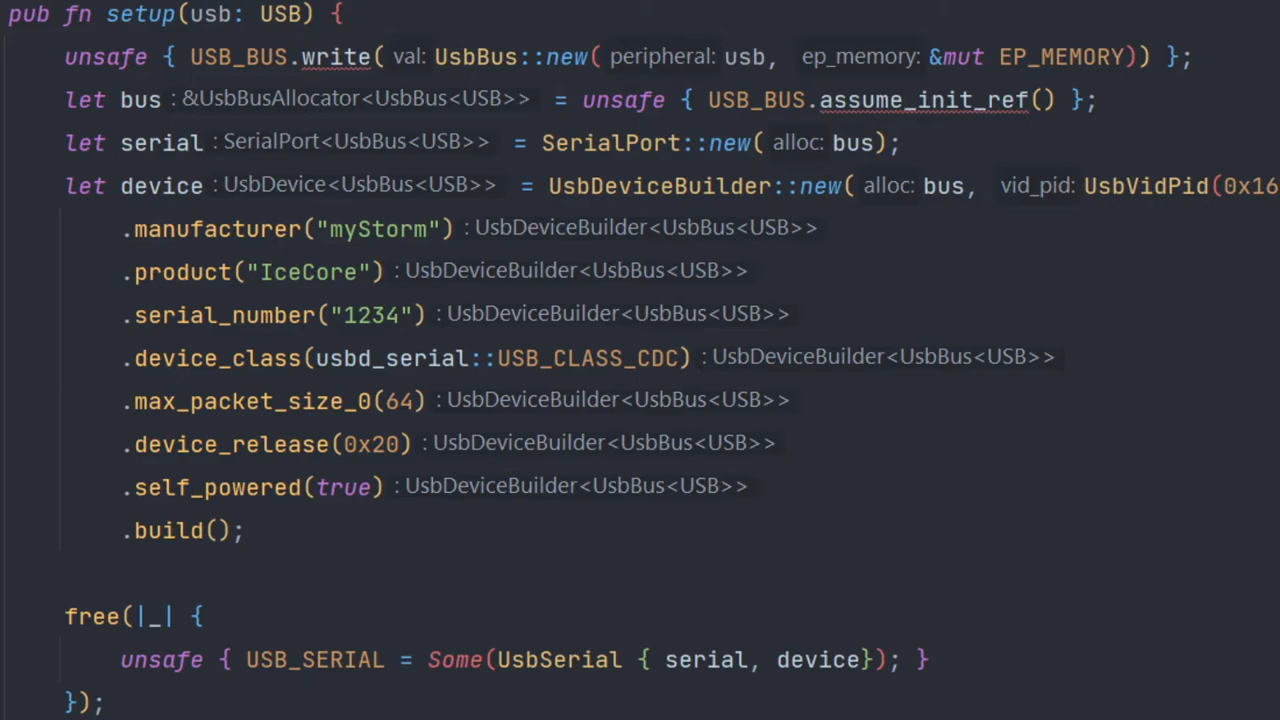 pub fn setup(usb: USB) {
unsafe { USB_BUS.write( val: UsbBus::new( peripheral: usb, ep_memory: &mut EP_MEMORY)) };
let bus : &UsbBusAllocator<UsbBus<USB>> = unsafe { USB_BUS.assume_init_ref() };
let serial : SerialPort<UsbBus<USB>> = SerialPort::new( alloc: bus);
let device : UsbDevice<UsbBus<USB>> = UsbDeviceBuilder::new( alloc: bus, vid_pid: UsbVidPid(0x16
.manufacturer("myStorm") : UsbDeviceBuilder<UsbBus<USB>>
.product("IceCore") : UsbDeviceBuilder<UsbBus<USB>>
.serial_number("1234") : UsbDeviceBuilder<UsbBus<USB>>
.device_class(usbd_serial::USB_CLASS_CDC) : UsbDeviceBuilder<UsbBus<USB>>
.max_packet_size_0(64) : UsbDeviceBuilder<UsbBus<USB>>
.device_release(0x20) : UsbDeviceBuilder<UsbBus<USB>>
.self_powered(true) : UsbDeviceBuilder<UsbBus<USB>>
.build();
free(|_| {
unsafe { USB_SERIAL = Some(UsbSerial { serial, device}); }
});